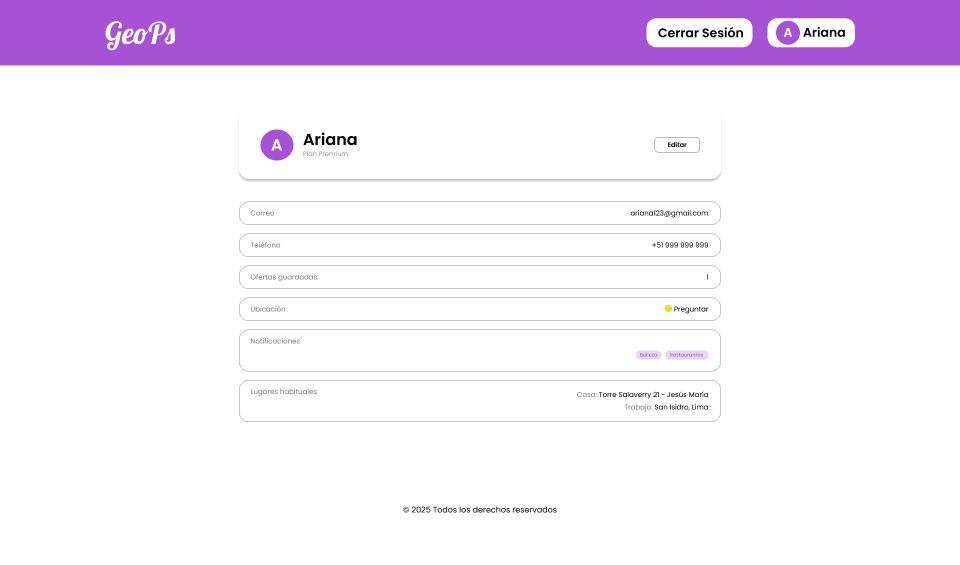 GeoPs
Cerrar Sesión
A Ariana
A
Ariana
Plan Premium
Editar
Correo
ariana123@gmail.com
Teléfono
+51 999 999 999
Ofertas guardadas
1
Ubicación
Preguntar
Notificaciones
Belleza
Restaurantes
Lugares habituales
Casa: Torre Salaverry 21 - Jesús María
Trabajo: San Isidro, Lima
© 2025 Todos los derechos reservados